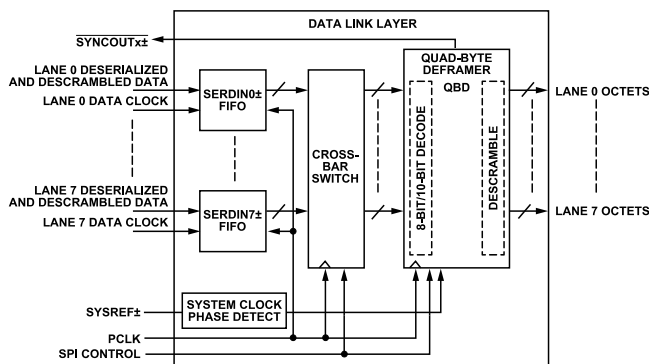 DATA LINK LAYER
SYNCOUTx±
QUAD-BYTE
DEFRAMER
QBD
LANE 0 DESERIALIZED
AND DESCRAMBLED DATA
LANE 0 DATA CLOCK
SERDIN0±
FIFO
LANE 0 OCTETS
CROSS-
BAR
SWITCH
8-BIT/10-BIT DECODE
DESCRAMBLE
LANE 7 DESERIALIZED
AND DESCRAMBLED DATA
LANE 7 DATA CLOCK
SERDIN7±
FIFO
LANE 7 OCTETS
SYSREF±
SYSTEM CLOCK
PHASE DETECT
PCLK
SPI CONTROL